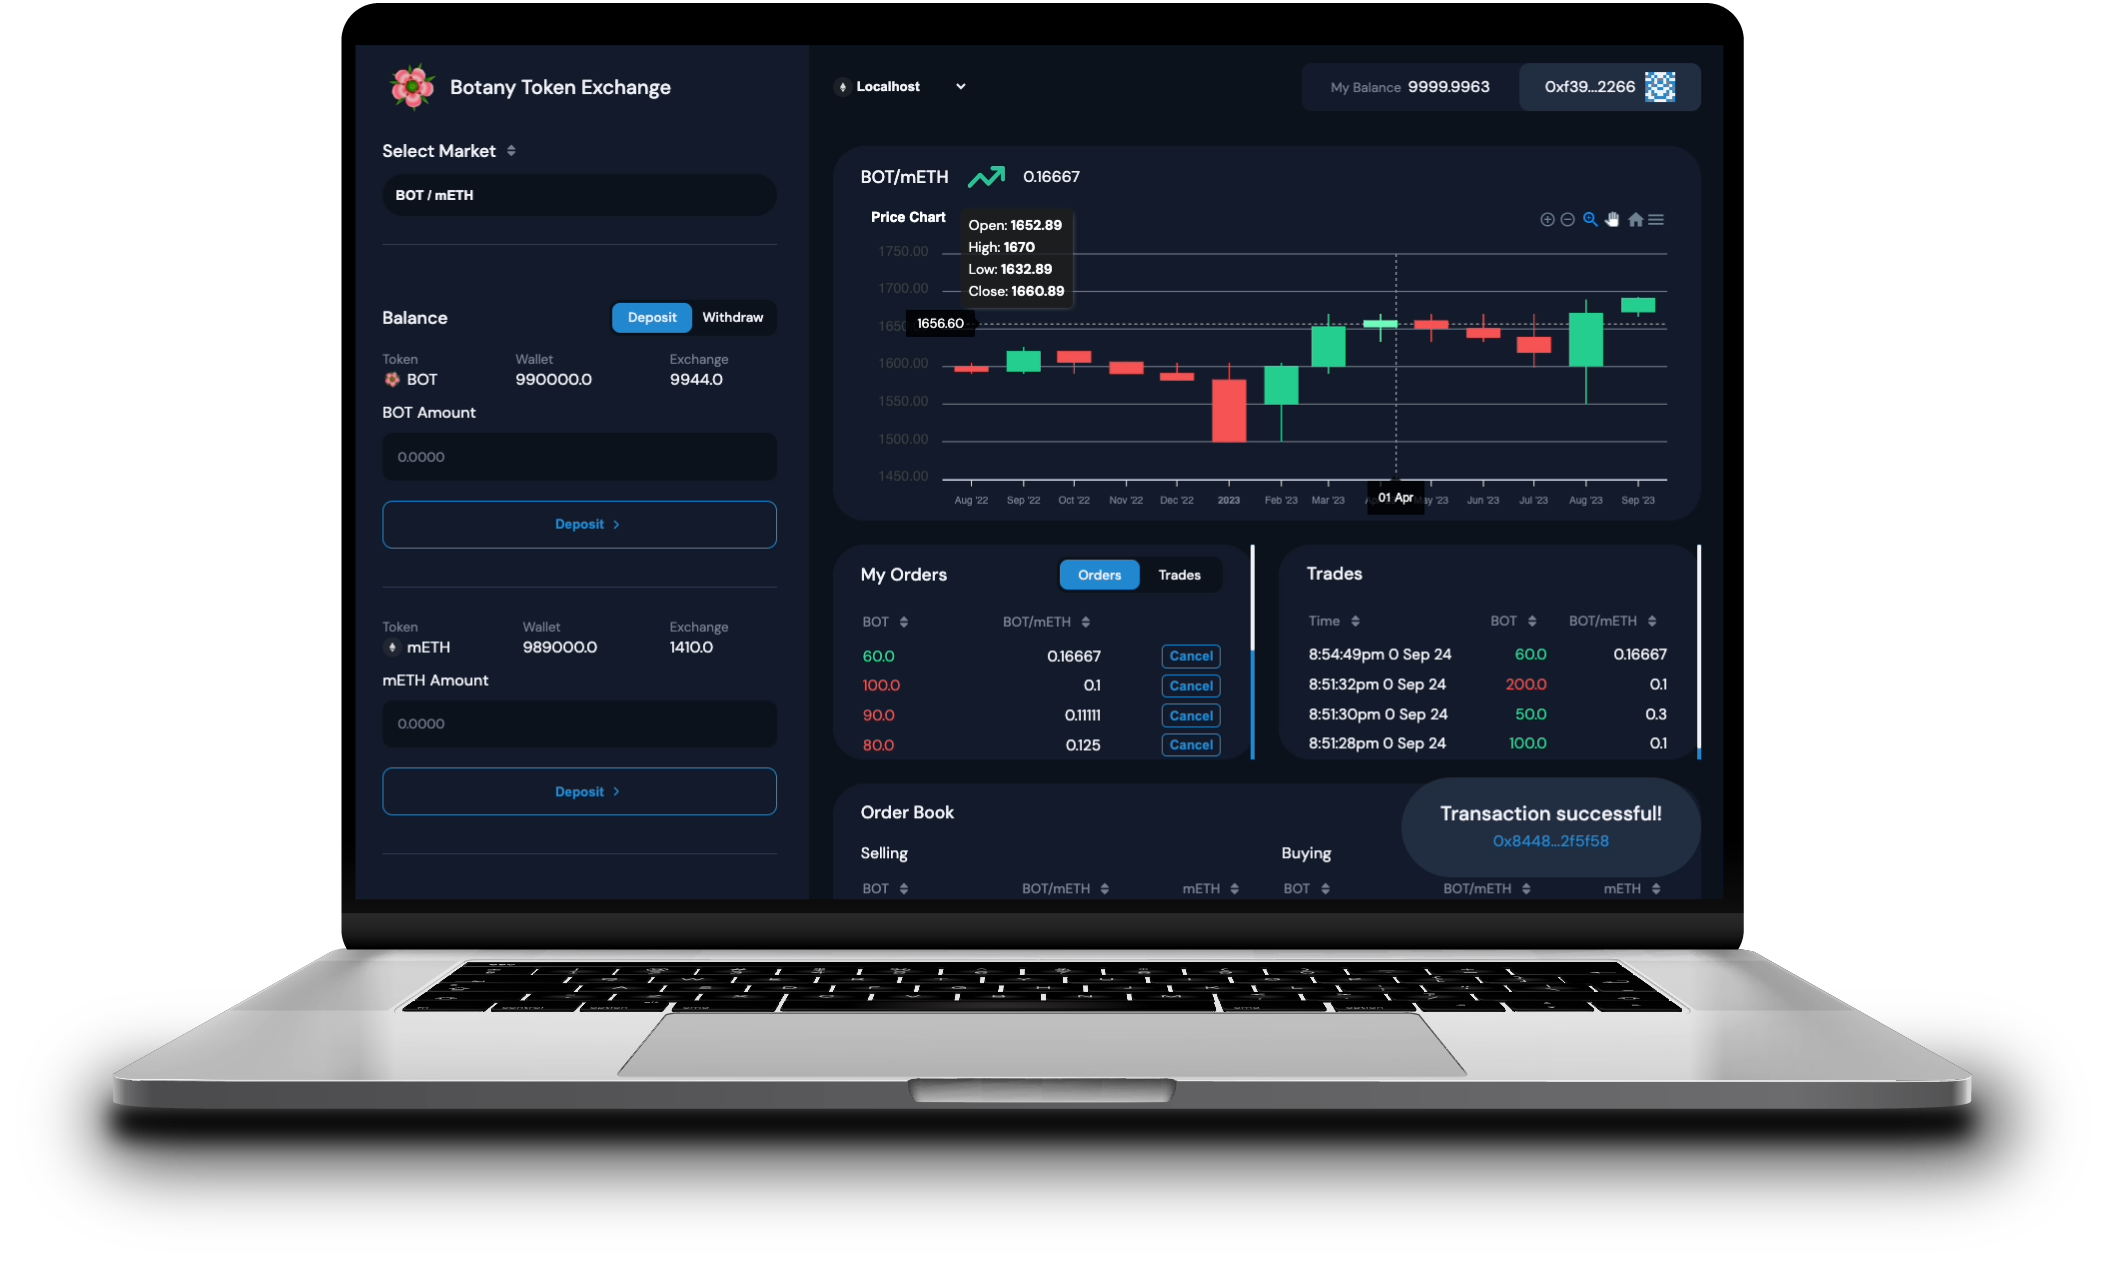 Botany Token Exchange
Localhost
My Balance 9999.9963
0xf39...2266
Select Market
BOT / mETH
Balance
Deposit Withdraw
Token Wallet Exchange
BOT 990000.0 9944.0
BOT Amount
0.0000
Deposit >
Token Wallet Exchange
mETH 989000.0 1410.0
mETH Amount
0.0000
Deposit >
BOT/mETH 0.16667
Price Chart
Open: 1652.89
High: 1670
Low: 1632.89
Close: 1660.89
1750.00
1700.00
1656.60
1600.00
1550.00
1500.00
1450.00
Aug '22 Sep '22 Oct '22 Nov '22 Dec '22 2023 Feb '23 Mar '23 01 Apr May '23 Jun '23 Jul '23 Aug '23 Sep '23
My Orders
Orders Trades
BOT BOT/mETH
60.0 0.16667 Cancel
100.0 0.1 Cancel
90.0 0.11111 Cancel
80.0 0.125 Cancel
Trades
Time BOT BOT/mETH
8:54:49pm 0 Sep 24 60.0 0.16667
8:51:32pm 0 Sep 24 200.0 0.1
8:51:30pm 0 Sep 24 50.0 0.3
8:51:28pm 0 Sep 24 100.0 0.1
Order Book
Selling
BOT BOT/mETH mETH
Buying
BOT BOT/mETH mETH
Transaction successful!
0x8448...2f5f58